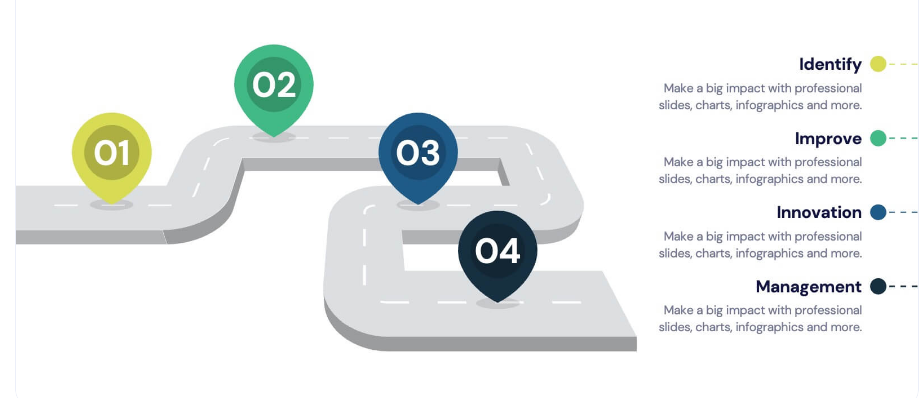 01
02
03
04
Identify
Make a big impact with professional
slides, charts, infographics and more.
Improve
Make a big impact with professional
slides, charts, infographics and more.
Innovation
Make a big impact with professional
slides, charts, infographics and more.
Management
Make a big impact with professional
slides, charts, infographics and more.